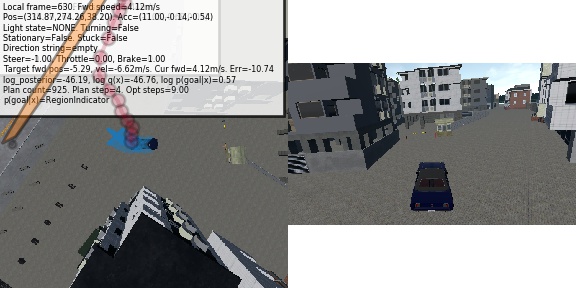 Local frame=630. Fwd speed=4.12m/s
Pos=(314.87,274.26,38.20) Acc=(11.00,-0.14,-0.54)
Light state=NONE. Turning=False
Stationary=False. Stuck=False
Direction string=empty
Steer=-1.00, Throttle=0.00, Brake=1.00
Target fwd pos=-5.29, vel=-6.62m/s. Cur fwd=4.12m/s. Err=-10.74
log_posterior=-46.19, log q(x)=-46.76, log p(goal|x)=0.57
Plan count=925. Plan step=4. Opt steps=9.00
p(goal|x)=RegionIndicator